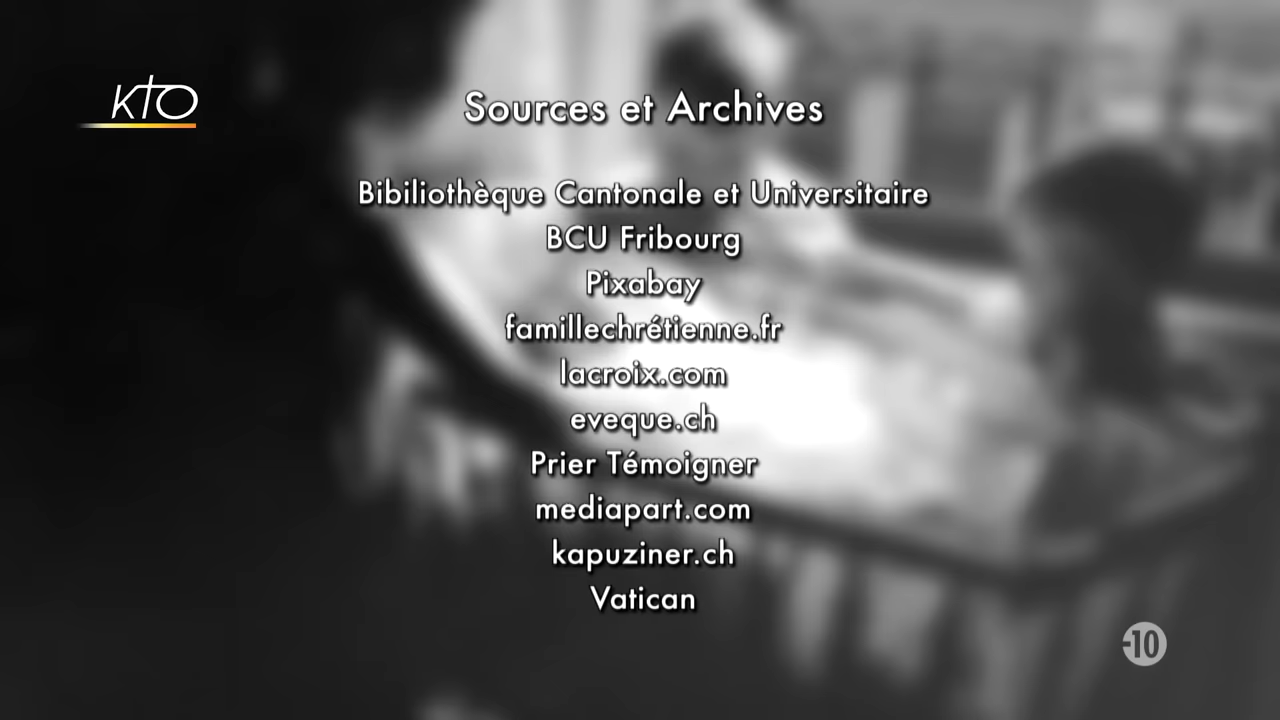 KTO
Sources et Archives
Bibiliothèque Cantonale et Universitaire
BCU Fribourg
Pixabay
famillechrétienne.fr
lacroix.com
eveque.ch
Prier Témoigner
mediapart.com
kapuziner.ch
Vatican
-10